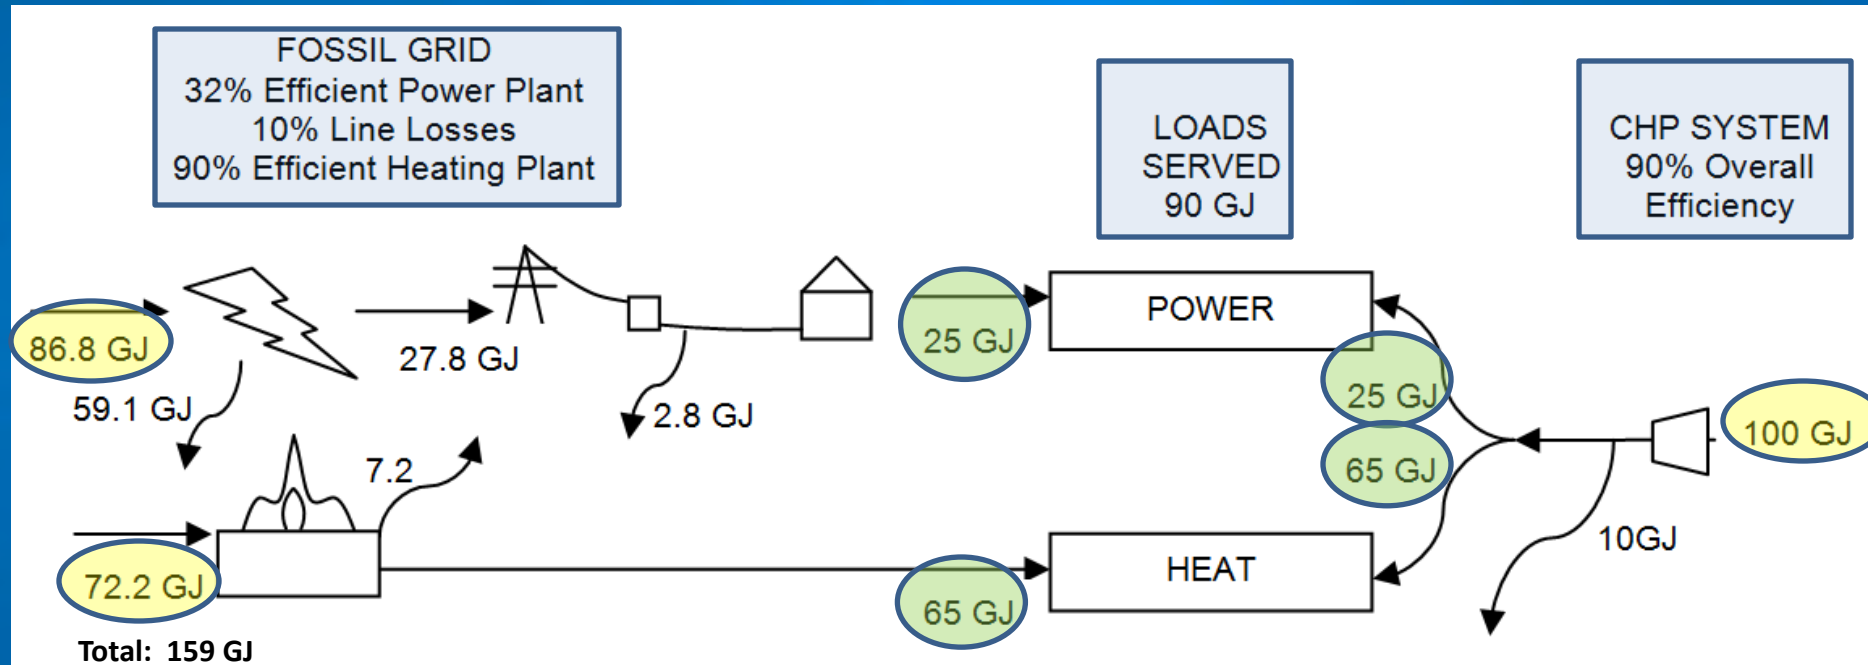 FOSSIL GRID
32% Efficient Power Plant
10% Line Losses
90% Efficient Heating Plant
LOADS
SERVED
90 GJ
CHP SYSTEM
90% Overall
Efficiency
86.8 GJ
27.8 GJ
59.1 GJ
2.8 GJ
25 GJ
POWER
25 GJ
65 GJ
100 GJ
7.2
72.2 GJ
65 GJ
HEAT
10GJ
Total: 159 GJ